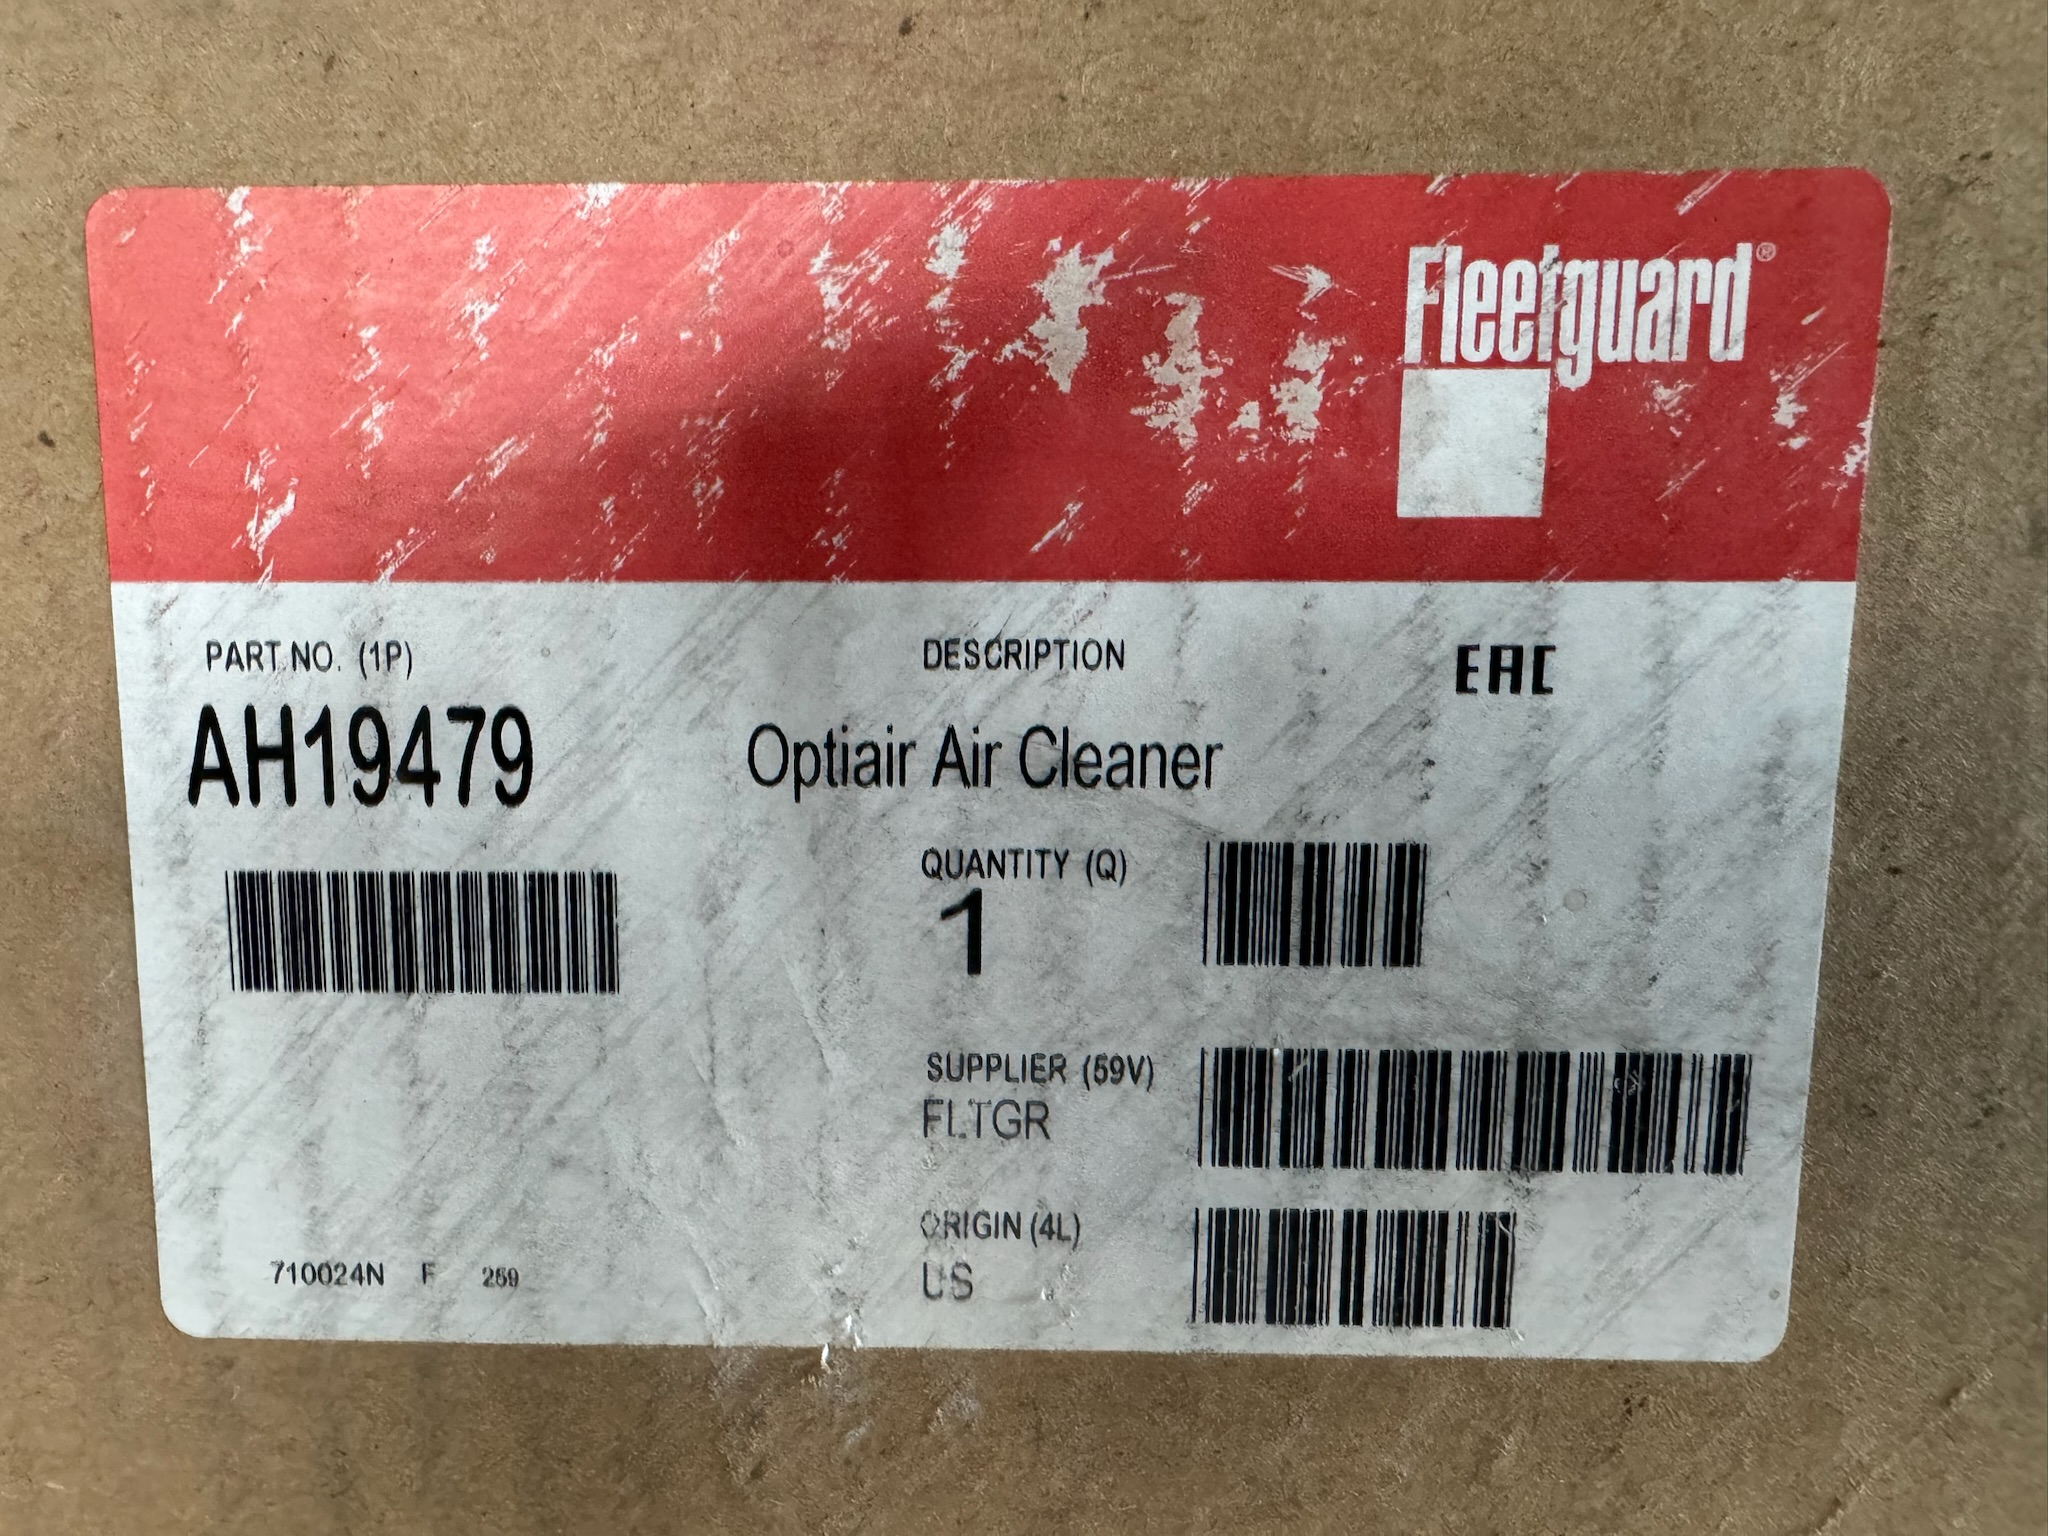 Fleetguard®
PART NO. (1P)
DESCRIPTION
EAC
AH19479
Optiair Air Cleaner
QUANTITY (Q)
1
SUPPLIER (59V)
FLTGR
ORIGIN (4L)
US
710024N F 259